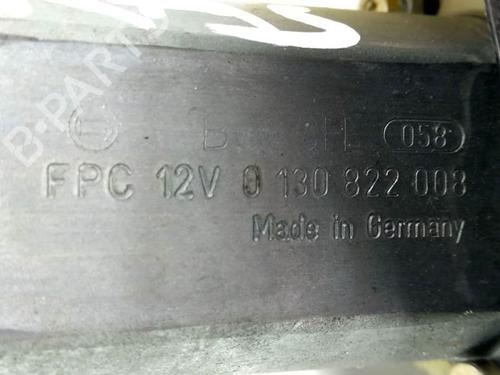 B-PARTS
BOSCH 058
FPC 12V 0 130 822 008
Made in Germany